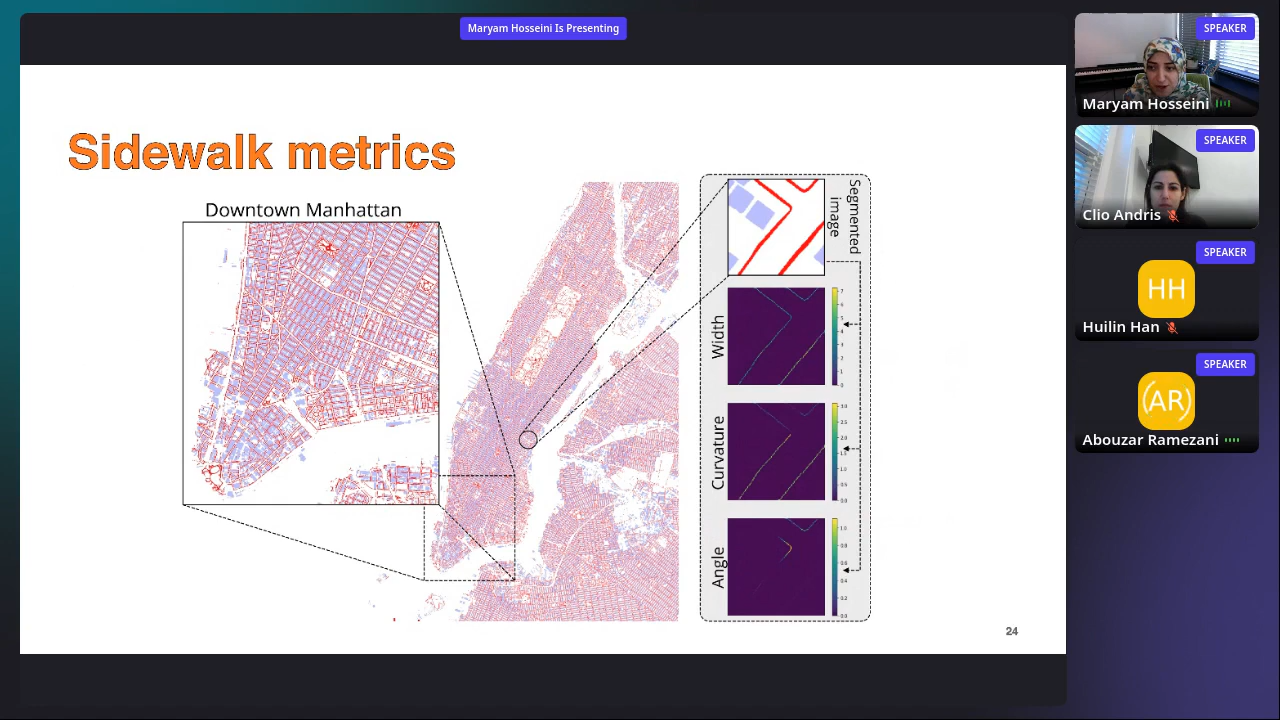 Maryam Hosseini Is Presenting
Sidewalk metrics
Downtown Manhattan
Segmented
image
Width
Curvature
Angle
24
SPEAKER
Maryam Hosseini
SPEAKER
Clio Andris
SPEAKER
HH
Huilin Han
SPEAKER
(AR)
Abouzar Ramezani